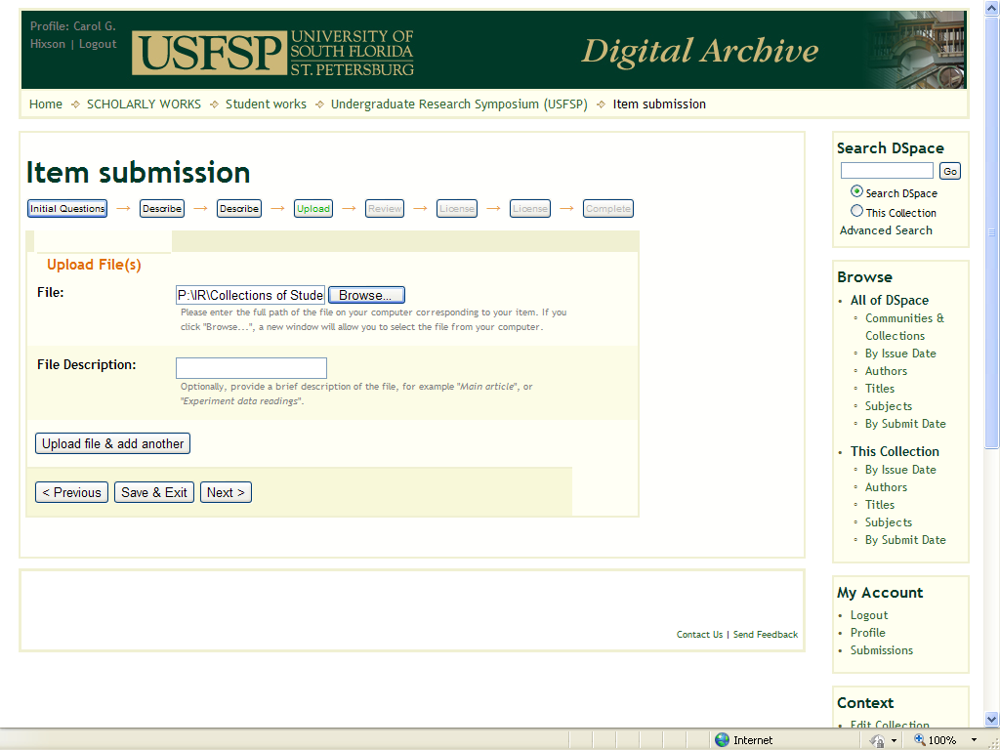 Profile: Carol G.
Hixson | Logout
USFSP
UNIVERSITY OF
SOUTH FLORIDA
ST. PETERSBURG
Digital Archive
Home SCHOLARLY WORKS Student works Undergraduate Research Symposium (USFSP) Item submission
Item submission
Initial Questions → Describe → Describe → Upload → Review → License → License → Complete
Upload File(s)
File:
P:\IR\Collections of Stude Browse...
Please enter the full path of the file on your computer corresponding to your item. If you
click "Browse...", a new window will allow you to select the file from your computer.
File Description:
Optionally, provide a brief description of the file, for example "Main article", or
"Experiment data readings".
Upload file & add another
< Previous Save & Exit Next >
Contact Us | Send Feedback
Search DSpace
Go
Search DSpace
This Collection
Advanced Search
Browse
• All of DSpace
Communities &
Collections
By Issue Date
Authors
Titles
Subjects
By Submit Date
• This Collection
By Issue Date
Authors
Titles
Subjects
By Submit Date
My Account
• Logout
• Profile
• Submissions
Context
• Edit Collection
Internet
100%